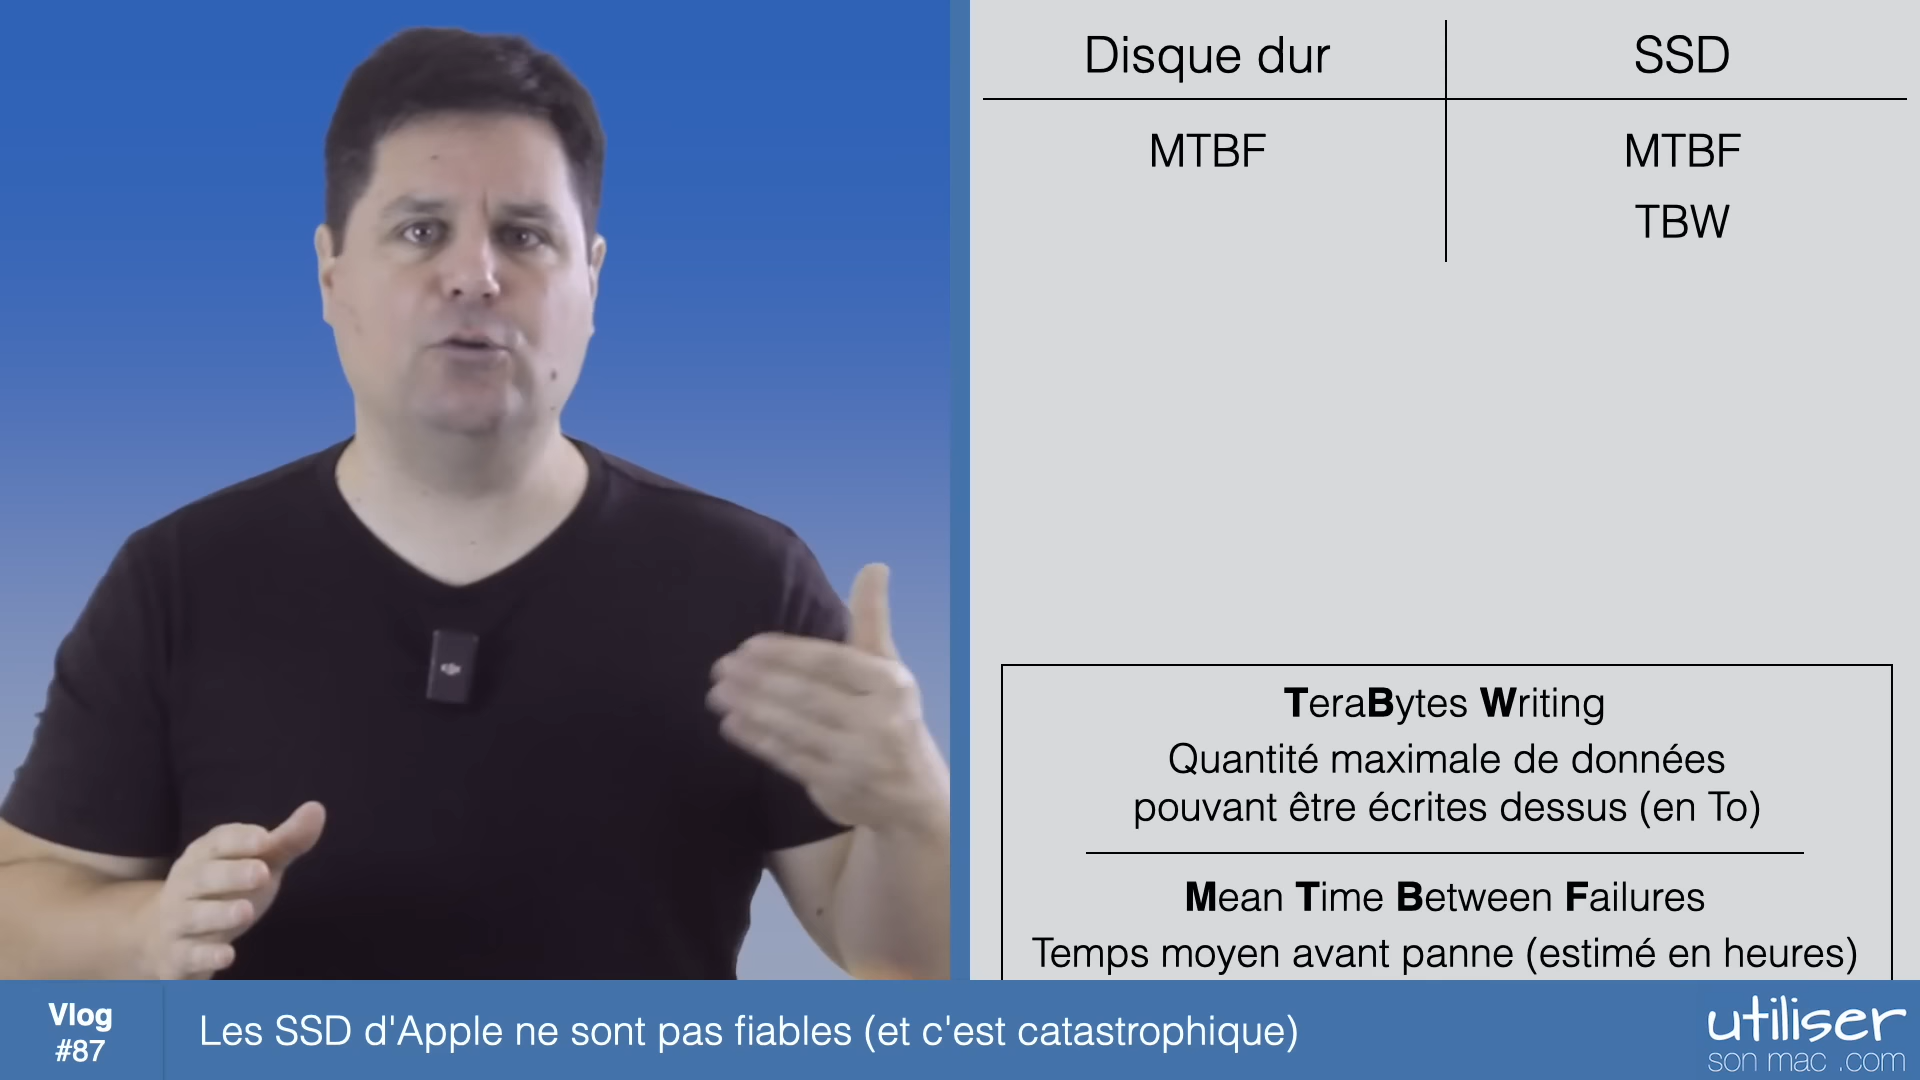 Disque dur
SSD
MTBF
MTBF
TBW
TeraBytes Writing
Quantité maximale de données
pouvant être écrites dessus (en To)
Mean Time Between Failures
Temps moyen avant panne (estimé en heures)
Vlog
#87
Les SSD d'Apple ne sont pas fiables (et c'est catastrophique)
utiliser
son mac .com